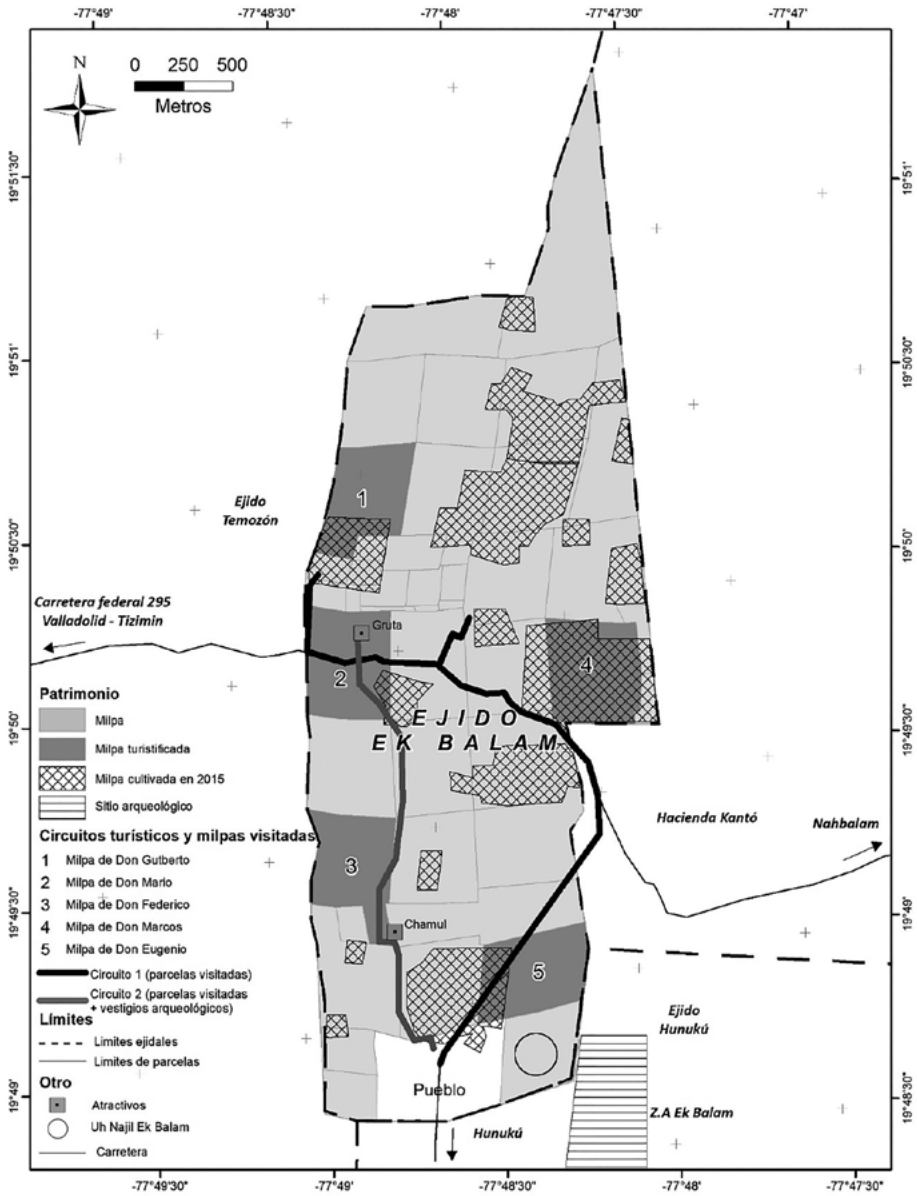 -77°49' -77°48'30" -77°48' -77°47'30" -77°47'
N
0 250 500
Metros
19°51'30"
19°51'
19°50'30"
19°50'
19°49'30"
19°49'
19°51'
19°50'30"
19°50'
19°49'30"
19°49'
19°48'30"
1
Ejido
Temozón
Carretera federal 295
Valladolid - Tizimin
Gruta
2
4
EJIDO
EK BALAM
Hacienda Kantó
Nahbalam
3
Chamul
5
Ejido
Hunukú
Pueblo
Z.A Ek Balam
Hunukú
Patrimonio
Milpa
Milpa turistificada
Milpa cultivada en 2015
Sitio arqueológico
Circuitos turísticos y milpas visitadas
1 Milpa de Don Gutberto
2 Milpa de Don Mario
3 Milpa de Don Federico
4 Milpa de Don Marcos
5 Milpa de Don Eugenio
Circuito 1 (parcelas visitadas)
Circuito 2 (parcelas visitadas
+ vestigios arqueológicos)
Límites
Limites ejidales
Limites de parcelas
Otro
Atractivos
Uh Najil Ek Balam
Carretera
-77°49'30" -77°49' -77°48'30" -77°48' -77°47'30"